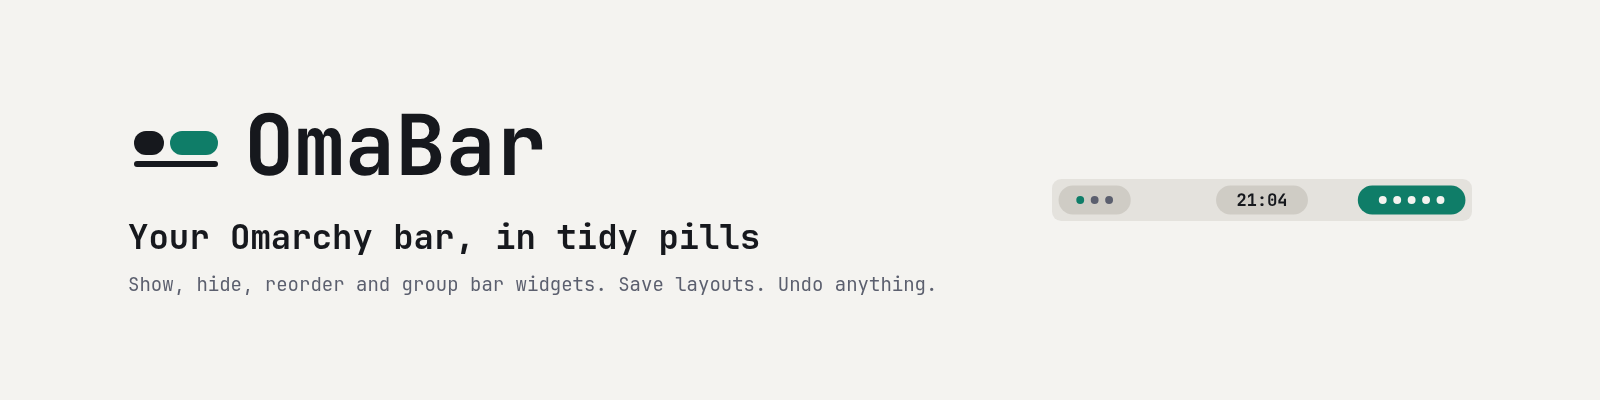 OmaBar
Your Omarchy bar, in tidy pills
Show, hide, reorder and group bar widgets. Save layouts. Undo anything.
21:04